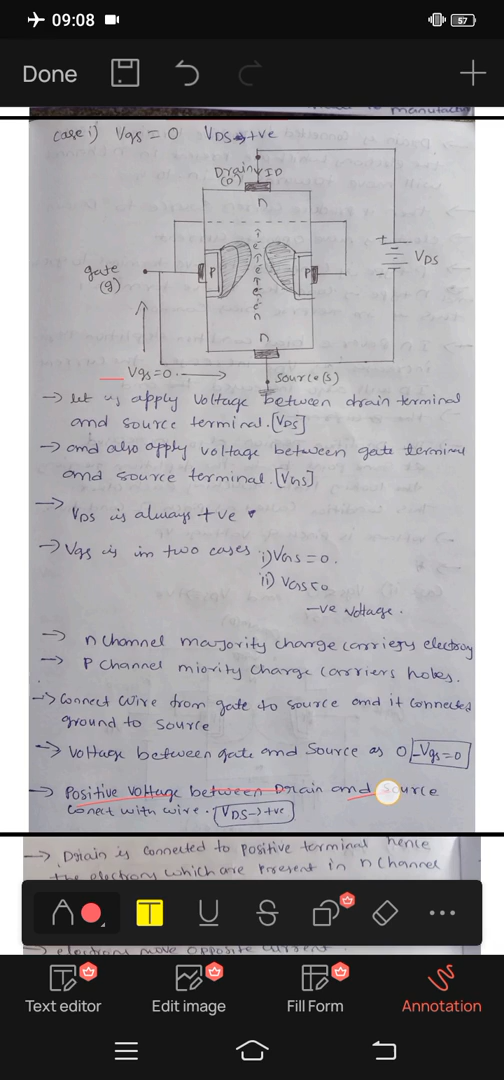 09:08
57
Done
case i) Vgs = 0 VDS → +ve
Drain ID
(D)
n
gate
(g)
P
P
VDS
n
Vgs=0
source(s)
→ let us apply voltage between drain terminal
and source terminal. [VDS]
→ and also apply voltage between gate terminal
and source terminal. [VGS]
→ VDS is always +ve
→ Vgs is in two cases i) VGS = 0.
ii) VGS<0
-ve voltage.
→ n channel majority charge carriers electrons
→ P channel miority charge carriers holes.
→ Connect wire from gate to source and it connected
ground to source
→ Voltage between gate and Source as 0 - Vgs=0
→ Positive voltage between Drain and Source
conect with wire. VDS → +ve
→ Drain is connected to positive terminal hence
the electrons which are present in n channel
→ electrons move opposite current
Text editor
Edit image
Fill Form
Annotation